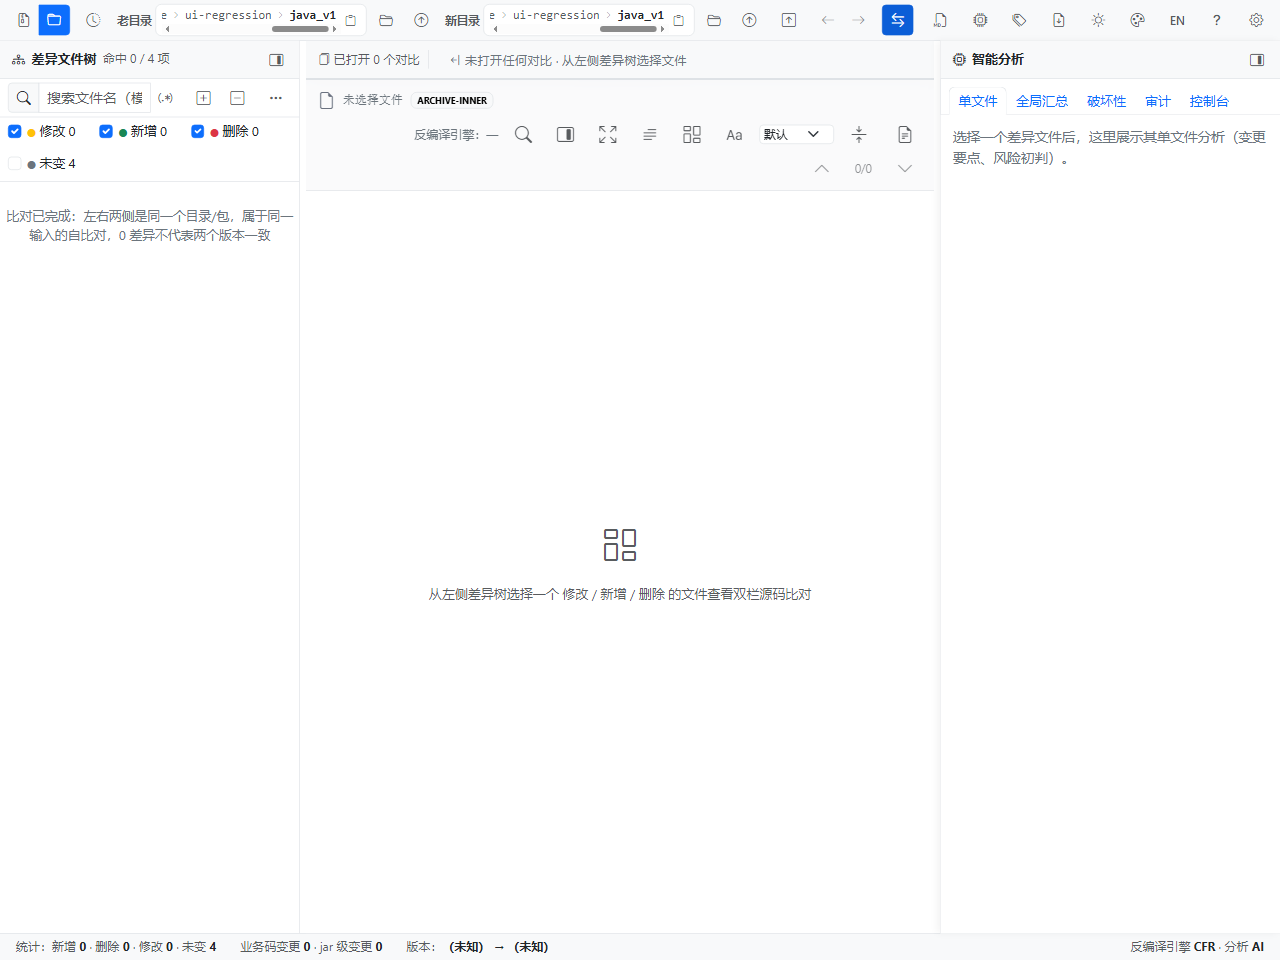 老目录 e › ui-regression › java_v1 新目录 e › ui-regression › java_v1 EN ?
差异文件树 命中 0 / 4 项
搜索文件名（模 (.*) ···
修改 0 新增 0 删除 0
未变 4
比对已完成：左右两侧是同一个目录/包，属于同一
输入的自比对，0 差异不代表两个版本一致
已打开 0 个对比 未打开任何对比 · 从左侧差异树选择文件
未选择文件 ARCHIVE-INNER
反编译引擎：— Aa 默认
0/0
从左侧差异树选择一个 修改 / 新增 / 删除 的文件查看双栏源码比对
智能分析
单文件 全局汇总 破坏性 审计 控制台
选择一个差异文件后，这里展示其单文件分析（变更
要点、风险初判）。
统计：新增 0 · 删除 0 · 修改 0 · 未变 4 业务码变更 0 · jar 级变更 0 版本：（未知） → （未知） 反编译引擎 CFR · 分析 AI